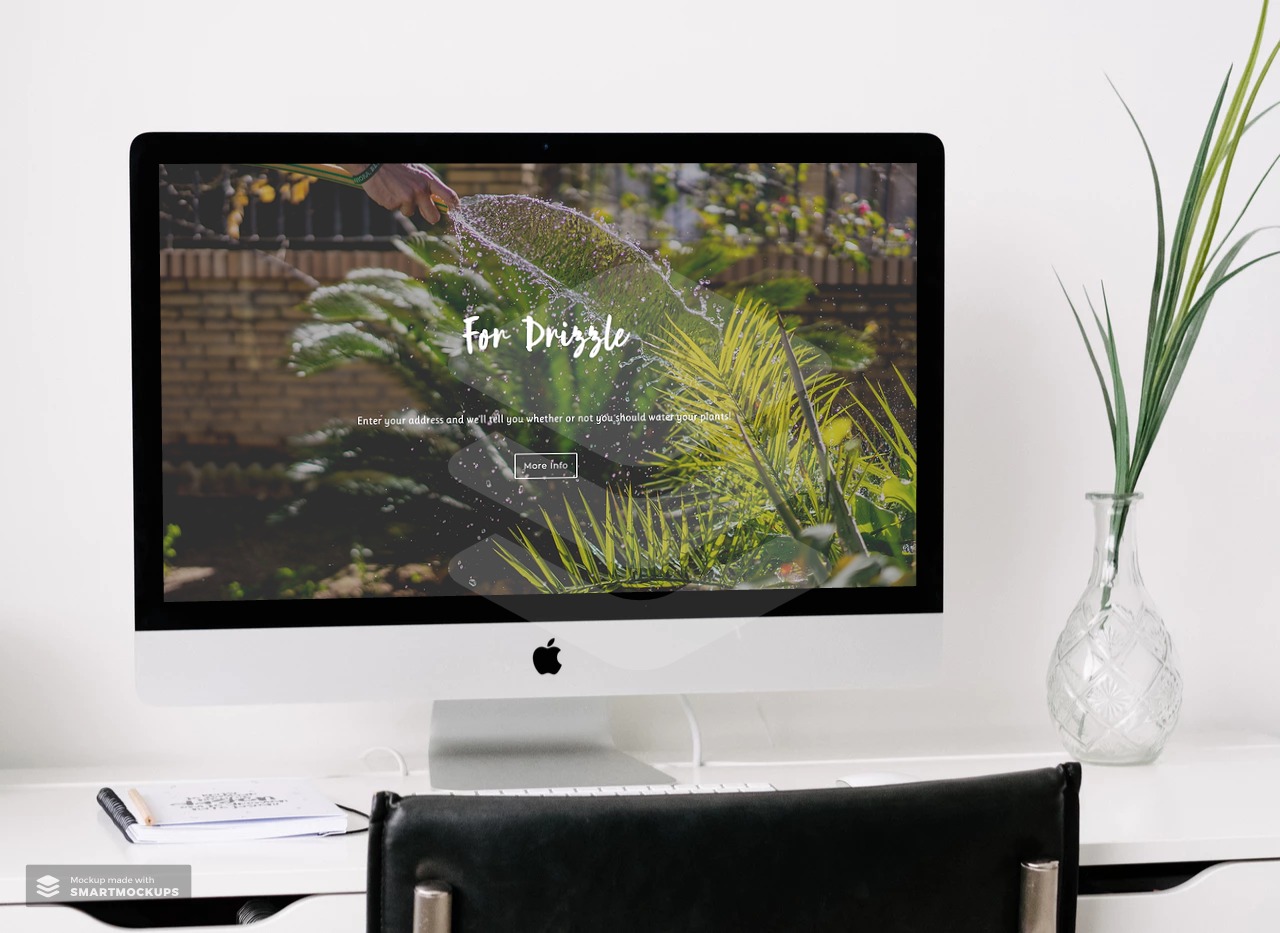 For Drizzle
Enter your address and we'll tell you whether or not you should water your plants!
More Info
Mockup made with
SMARTMOCKUPS